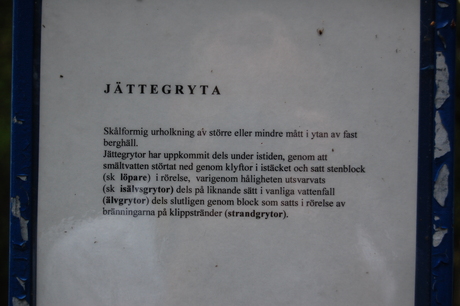 JÄTTEGRYTA
Skålformig urholkning av större eller mindre mått i ytan av fast
berghäll.
Jättegrytor har uppkommit dels under istiden, genom att
smältvatten störtat ned genom klyftor i istäcket och satt stenblock
(sk löpare) i rörelse, varigenom håligheten utsvarvats
(sk isälvsgrytor) dels på liknande sätt i vanliga vattenfall
(älvgrytor) dels slutligen genom block som satts i rörelse av
bränningarna på klippstränder (strandgrytor).